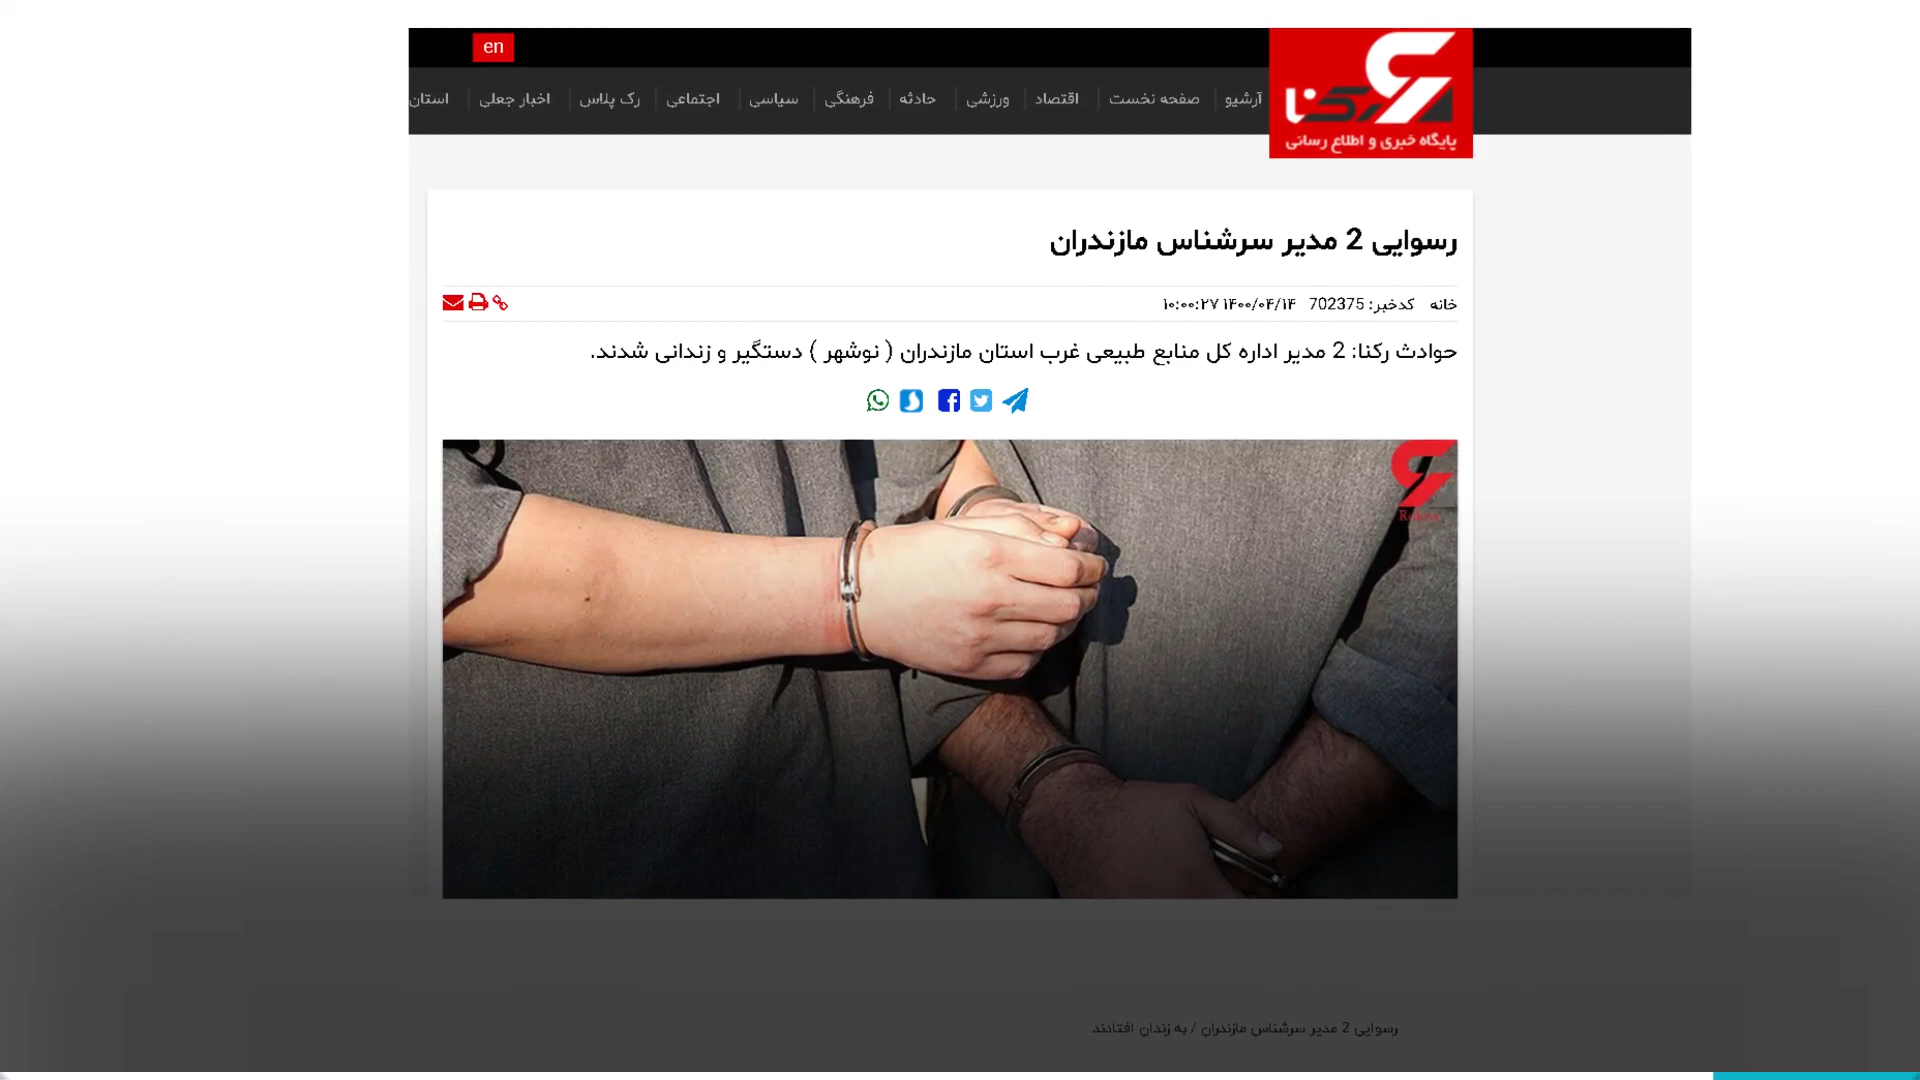 en
آرشیو صفحه نخست اقتصاد ورزشی حادثه فرهنگی سیاسی اجتماعی رک پلاس اخبار جعلی استان
رکنا
پایگاه خبری و اطلاع رسانی
رسوایی 2 مدیر سرشناس مازندران
خانه کدخبر: 702375 ۱۴۰۰/۰۴/۱۴ ۱۰:۰۰:۲۷
حوادث رکنا: 2 مدیر اداره کل منابع طبیعی غرب استان مازندران ( نوشهر ) دستگیر و زندانی شدند.
Rokna
رسوایی 2 مدیر سرشناس مازندران / به زندان افتادند